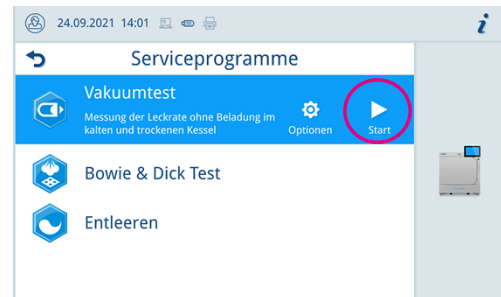 24.09.2021 14:01
i
Serviceprogramme
Vakuumtest
Messung der Leckrate ohne Beladung im
kalten und trockenen Kessel
Optionen
Start
Bowie & Dick Test
Entleeren